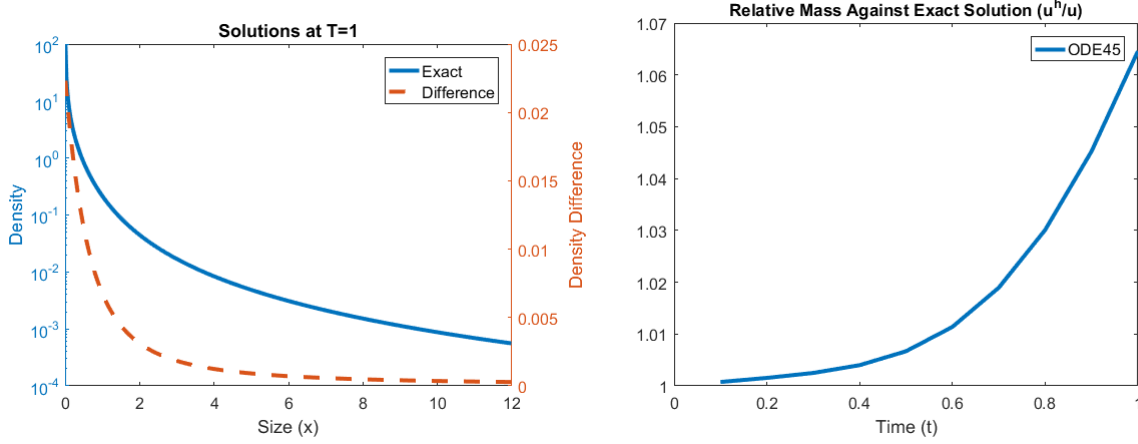 Solutions at T=1
10^2
10^1
10^0
10^-1
10^-2
10^-3
10^-4
Density
0.025
0.02
0.015
0.01
0.005
0
Density Difference
Exact
Difference
0 2 4 6 8 10 12
Size (x)
Relative Mass Against Exact Solution (u^h/u)
1.07
1.06
1.05
1.04
1.03
1.02
1.01
1
ODE45
0 0.2 0.4 0.6 0.8 1
Time (t)